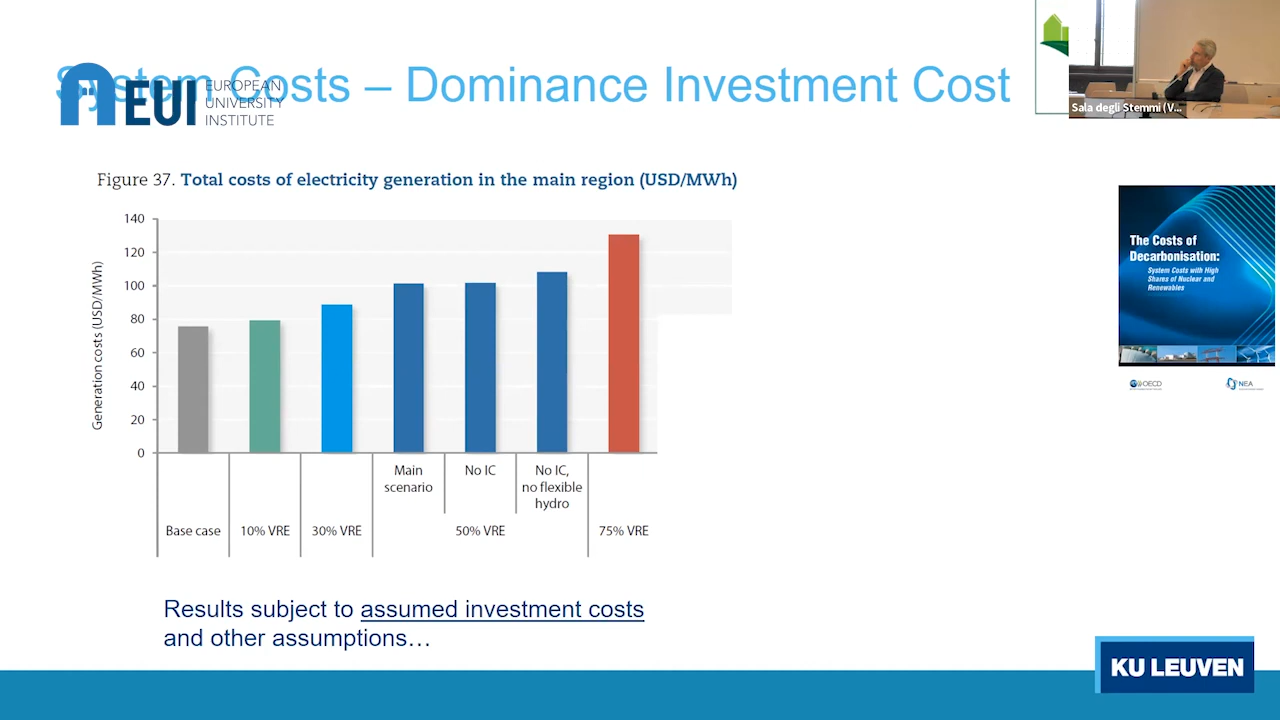 System Costs – Dominance Investment Cost
EUI
EUROPEAN
UNIVERSITY
INSTITUTE
Sala degli Stemmi (V...
Figure 37. Total costs of electricity generation in the main region (USD/MWh)
Generation costs (USD/MWh)
140
120
100
80
60
40
20
0
Main
scenario
No IC
No IC,
no flexible
hydro
Base case
10% VRE
30% VRE
50% VRE
75% VRE
The Costs of
Decarbonisation:
System Costs with High
Shares of Nuclear and
Renewables
OECD
NEA
Results subject to assumed investment costs
and other assumptions…
KU LEUVEN